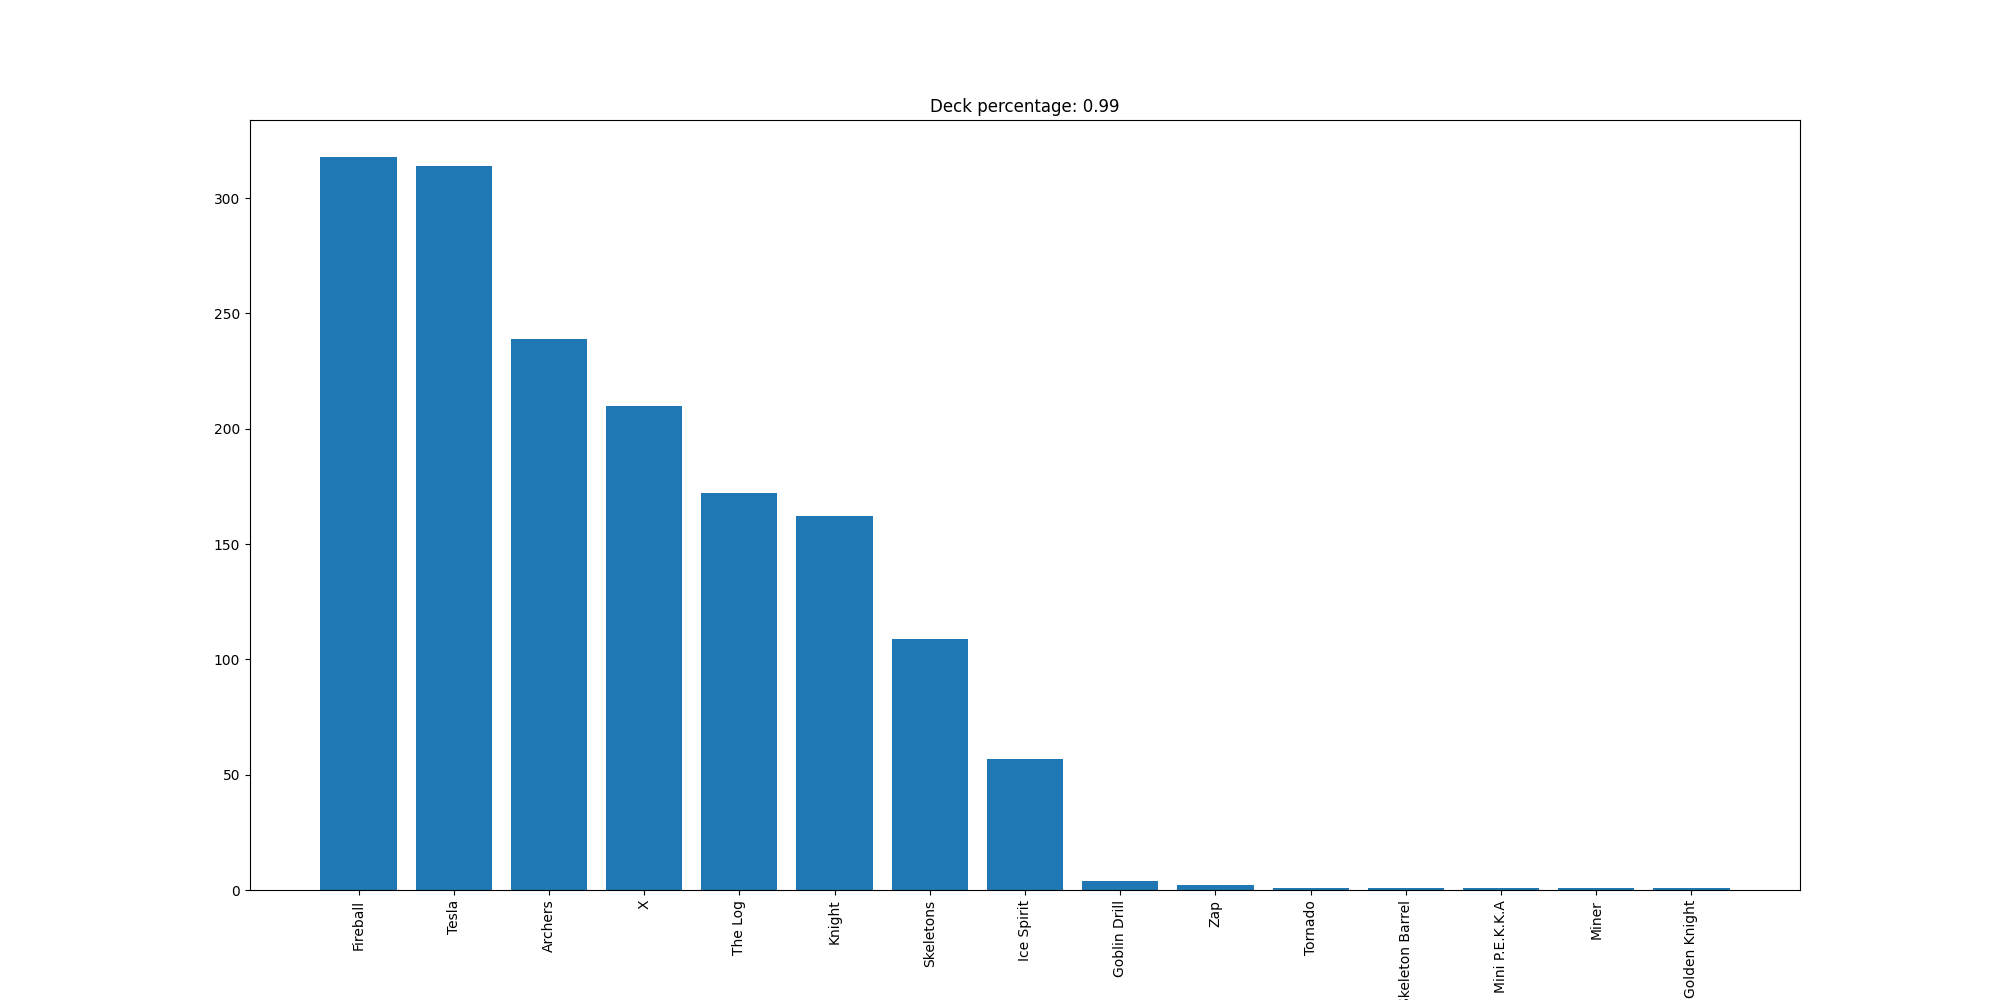 Deck percentage: 0.99
300
250
200
150
100
50
0
Fireball
Tesla
Archers
X
The Log
Knight
Skeletons
Ice Spirit
Goblin Drill
Zap
Tornado
keleton Barrel
Mini P.E.K.K.A
Miner
Golden Knight